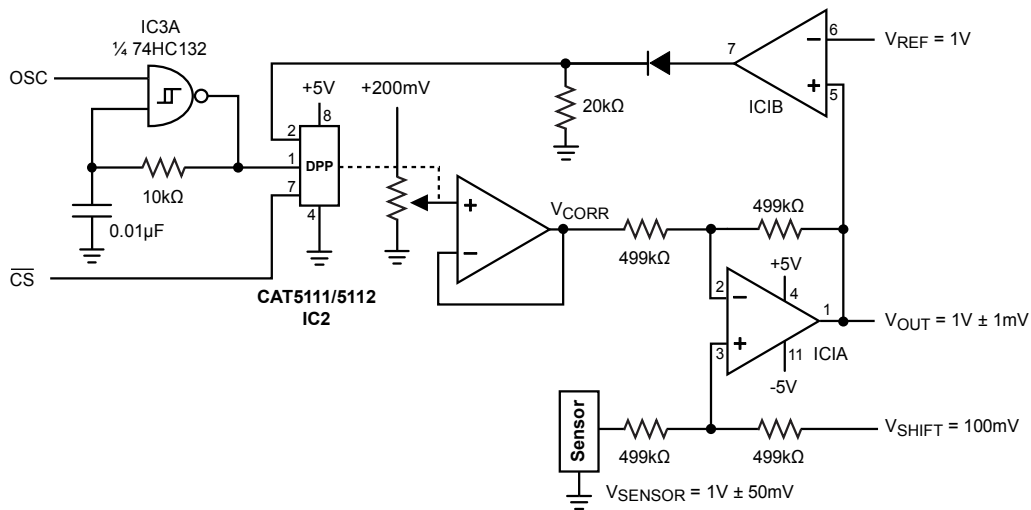 IC3A
¼ 74HC132
OSC
10kΩ
0.01µF
CS
+5V
8
2
1
7
DPP
4
CAT5111/5112
IC2
+200mV
+
−
VCORR
20kΩ
7
6
−
+
5
ICIB
VREF = 1V
499kΩ
499kΩ
+5V
2
−
4
1
+
3
11
ICIA
-5V
VOUT = 1V ± 1mV
Sensor
499kΩ
499kΩ
VSHIFT = 100mV
VSENSOR = 1V ± 50mV